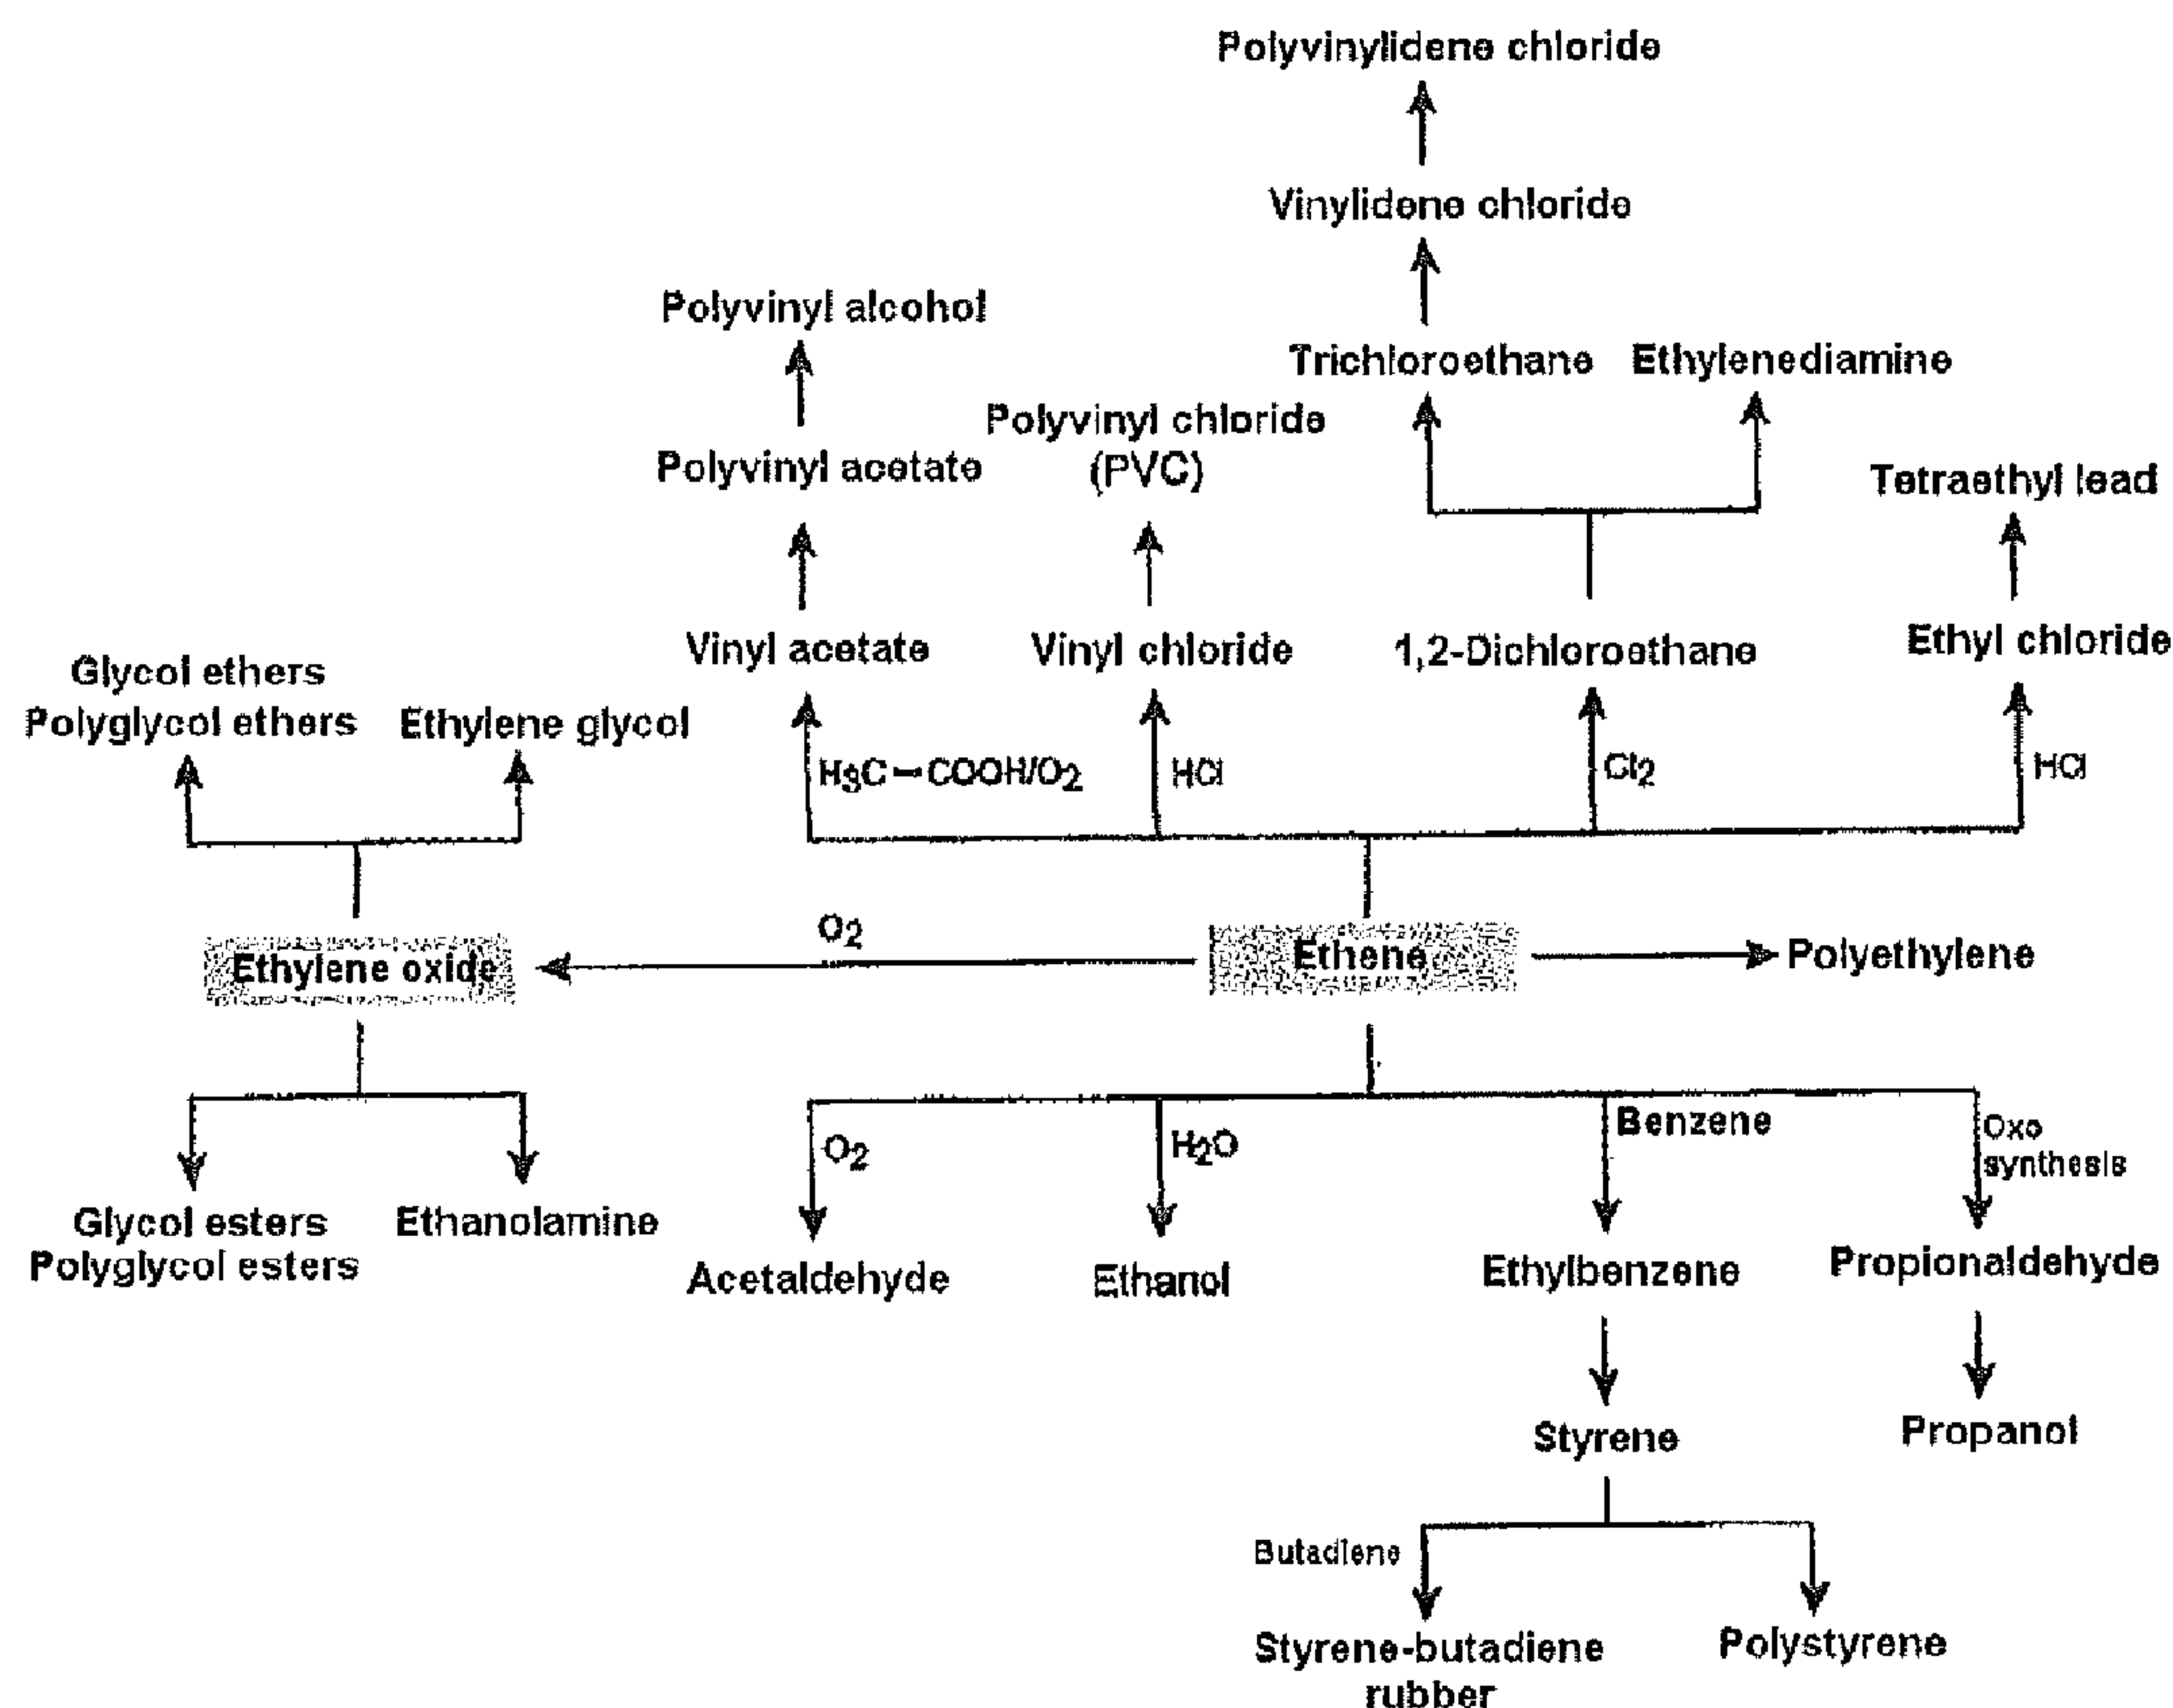 Polyvinylidene chloride
Vinylidene chloride
Polyvinyl alcohol
Trichloroethane
Ethylenediamine
Polyvinyl chloride
(PVC)
Polyvinyl acetate
Tetraethyl lead
Vinyl acetate
Vinyl chloride
1,2-Dichloroethane
Ethyl chloride
Glycol ethers
Polyglycol ethers
Ethylene glycol
H₃C—COOH/O₂
HCl
Cl₂
HCl
O₂
Ethylene oxide
Ethene
Polyethylene
O₂
H₂O
Benzene
Oxo
synthesis
Glycol esters
Polyglycol esters
Ethanolamine
Acetaldehyde
Ethanol
Ethylbenzene
Propionaldehyde
Styrene
Propanol
Butadiene
Styrene-butadiene
rubber
Polystyrene